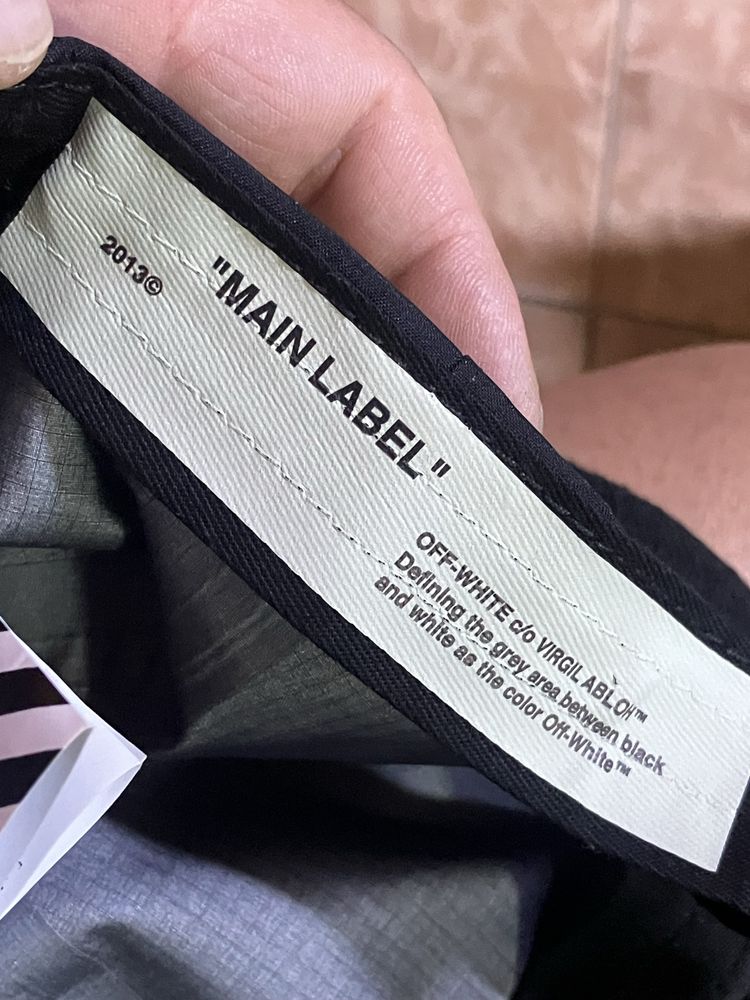 2013©
"MAIN LABEL"
OFF-WHITE c/o VIRGIL ABLOH™
Defining the grey area between black
and white as the color Off-White™